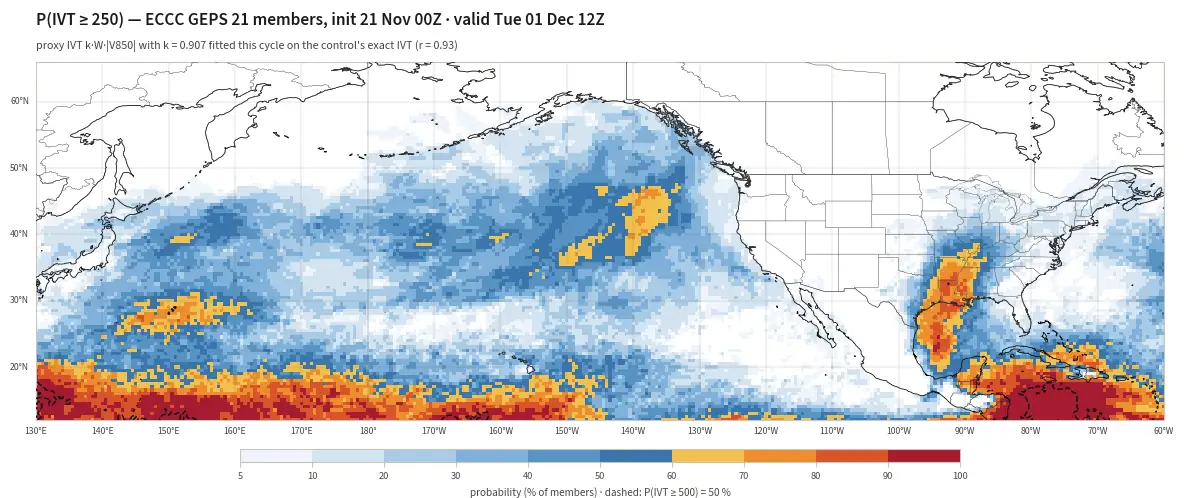 P(IVT ≥ 250) — ECCC GEPS 21 members, init 21 Nov 00Z · valid Tue 01 Dec 12Z
proxy IVT k·W·|V850| with k = 0.907 fitted this cycle on the control's exact IVT (r = 0.93)
60°N
50°N
40°N
30°N
20°N
130°E 140°E 150°E 160°E 170°E 180° 170°W 160°W 150°W 140°W 130°W 120°W 110°W 100°W 90°W 80°W 70°W 60°W
5 10 20 30 40 50 60 70 80 90 100
probability (% of members) · dashed: P(IVT ≥ 500) = 50 %